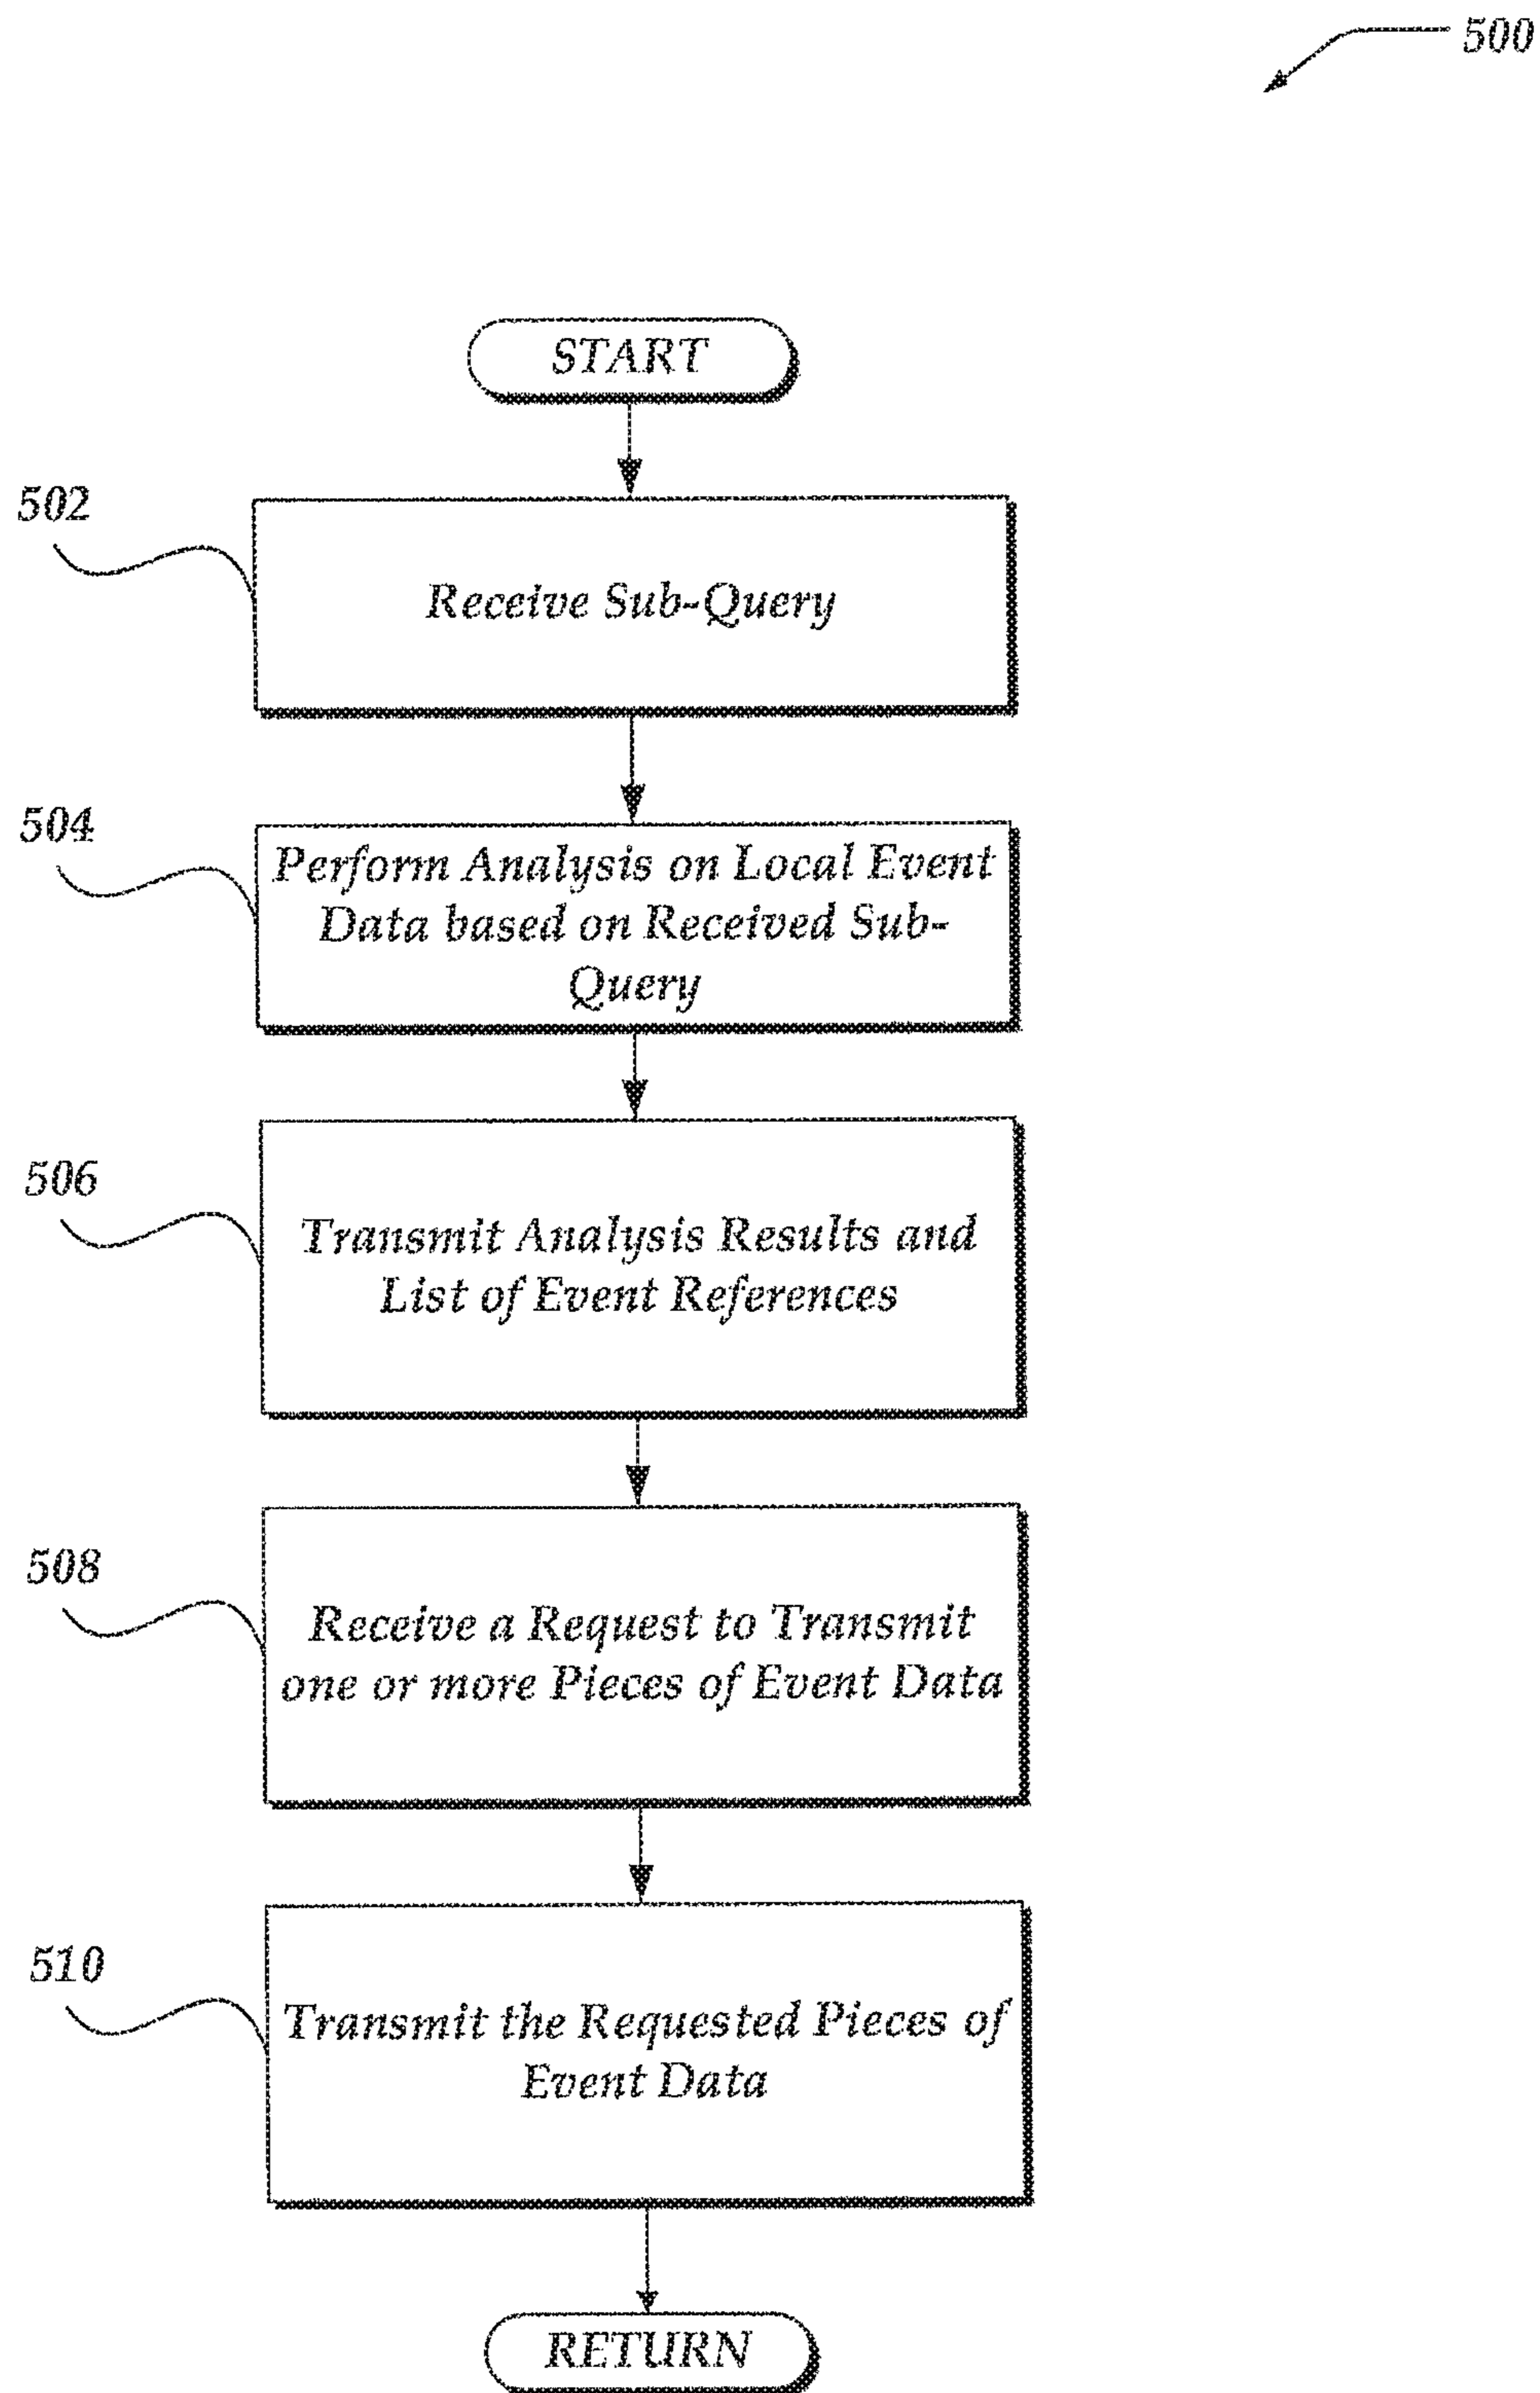 500
START
502
Receive Sub-Query
504
Perform Analysis on Local Event
Data based on Received Sub-
Query
506
Transmit Analysis Results and
List of Event References
508
Receive a Request to Transmit
one or more Pieces of Event Data
510
Transmit the Requested Pieces of
Event Data
RETURN